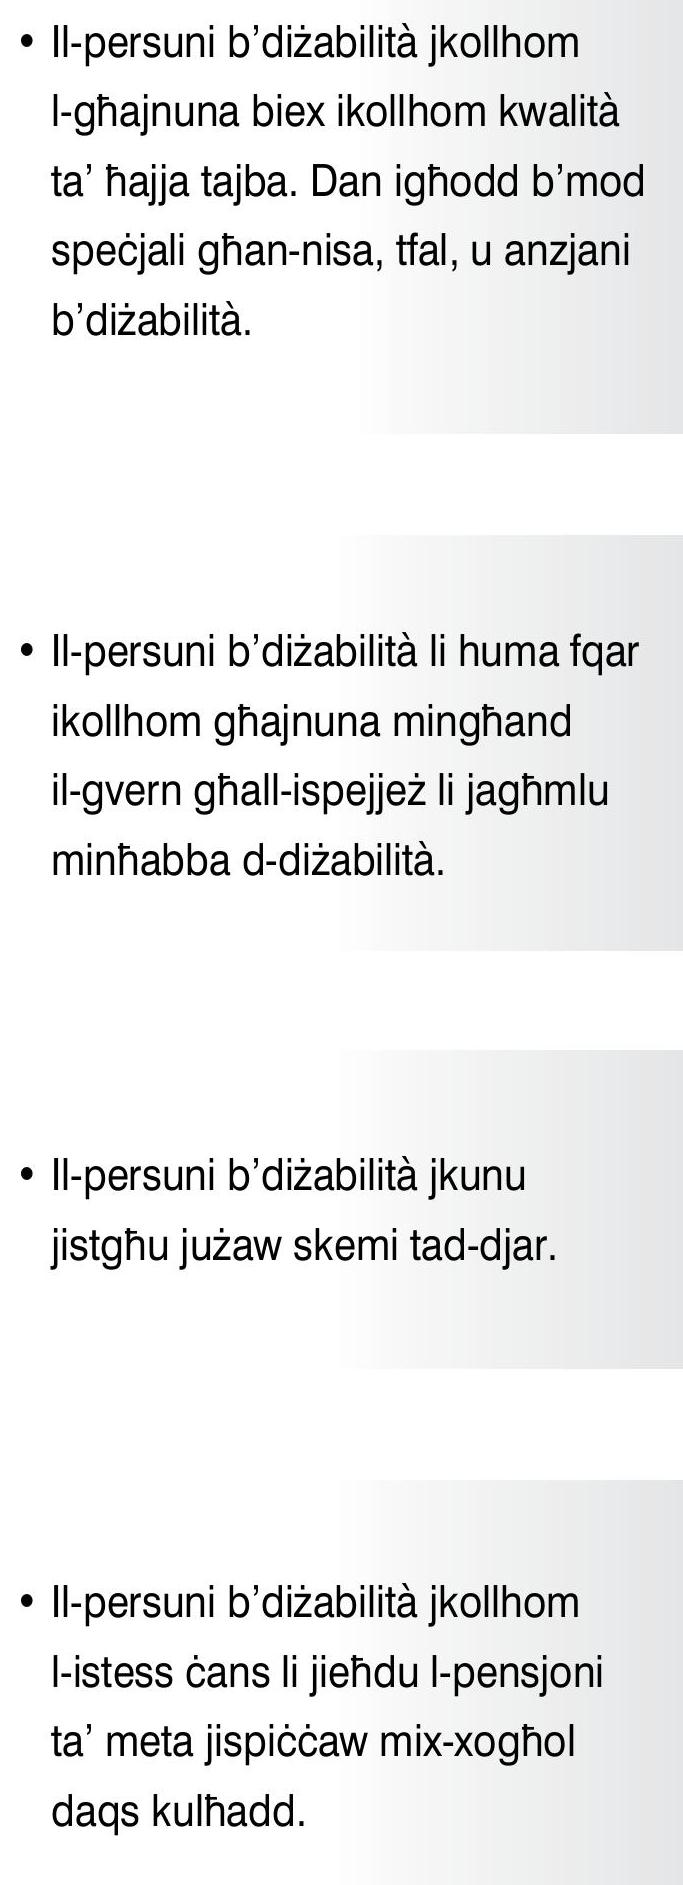 • Il-persuni b’diżabilità jkollhom
l-għajnuna biex ikollhom kwalità
ta’ ħajja tajba. Dan igħodd b’mod
speċjali għan-nisa, tfal, u anzjani
b’diżabilità.
• Il-persuni b’diżabilità li huma fqar
ikollhom għajnuna mingħand
il-gvern għall-ispejjeż li jagħmlu
minħabba d-diżabilità.
• Il-persuni b’diżabilità jkunu
jistgħu jużaw skemi tad-djar.
• Il-persuni b’diżabilità jkollhom
l-istess ċans li jieħdu l-pensjoni
ta’ meta jispiċċaw mix-xogħol
daqs kulħadd.